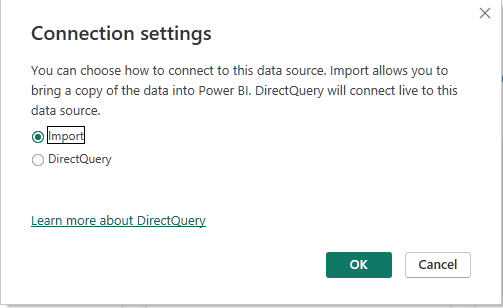 Connection settings
You can choose how to connect to this data source. Import allows you to
bring a copy of the data into Power BI. DirectQuery will connect live to this
data source.
Import
DirectQuery
Learn more about DirectQuery
OK Cancel